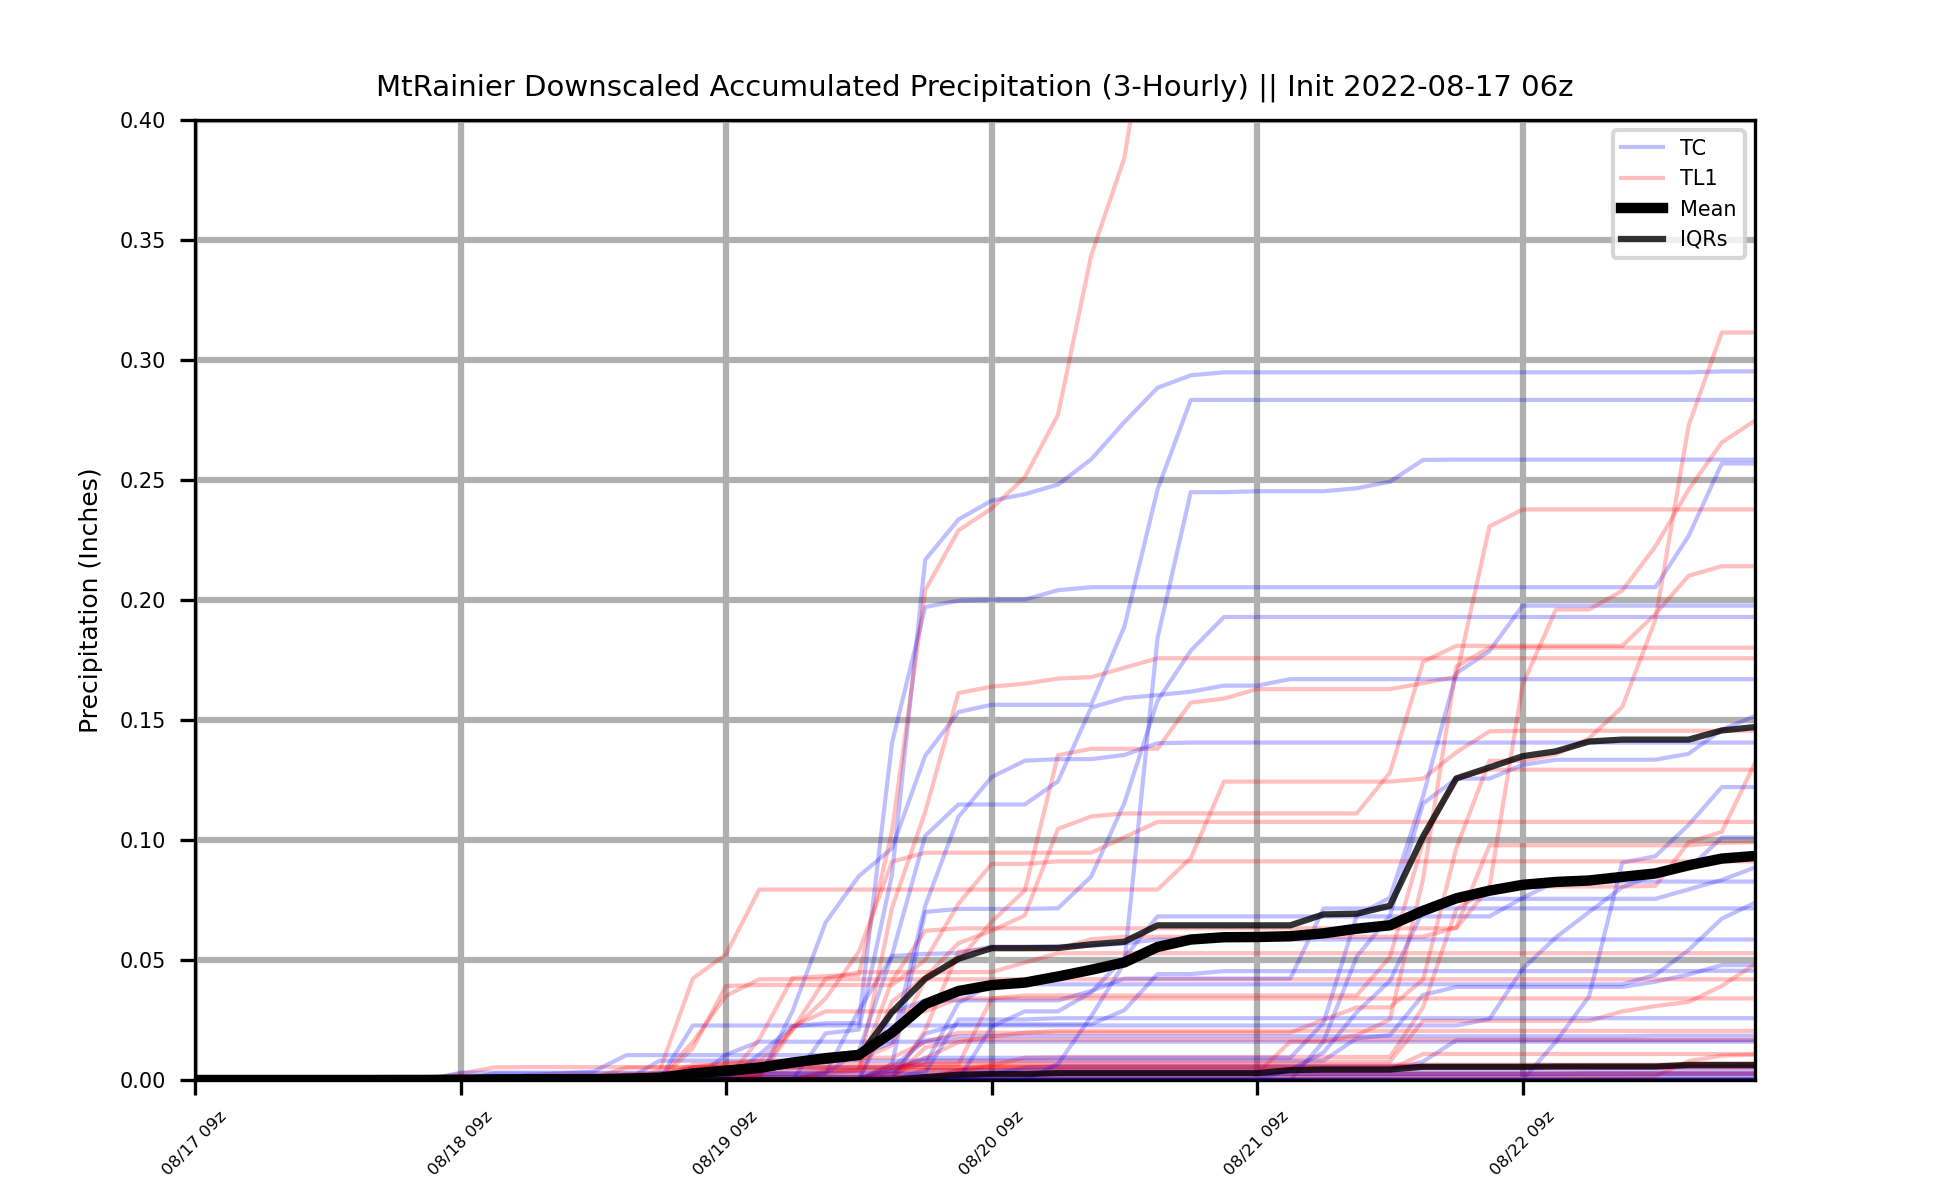 MtRainier Downscaled Accumulated Precipitation (3-Hourly) || Init 2022-08-17 06z
TC
TL1
Mean
IQRs
Precipitation (Inches)
0.40
0.35
0.30
0.25
0.20
0.15
0.10
0.05
0.00
08/17 09z
08/18 09z
08/19 09z
08/20 09z
08/21 09z
08/22 09z